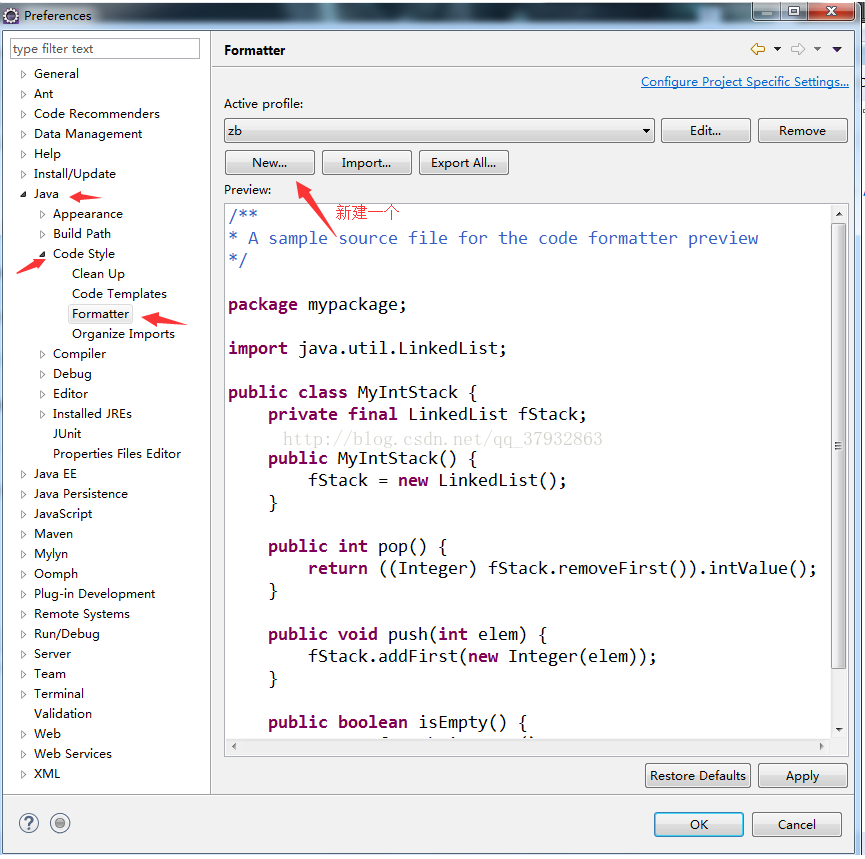 Preferences
type filter text
General
Ant
Code Recommenders
Data Management
Help
Install/Update
Java
Appearance
Build Path
Code Style
Clean Up
Code Templates
Formatter
Organize Imports
Compiler
Debug
Editor
Installed JREs
JUnit
Properties Files Editor
Java EE
Java Persistence
JavaScript
Maven
Mylyn
Oomph
Plug-in Development
Remote Systems
Run/Debug
Server
Team
Terminal
Validation
Web
Web Services
XML
Formatter
Configure Project Specific Settings...
Active profile:
zb Edit... Remove
New... Import... Export All...
Preview:
新建一个
/**
* A sample source file for the code formatter preview
*/
package mypackage;
import java.util.LinkedList;
public class MyIntStack {
private final LinkedList fStack;
http://blog.csdn.net/qq_37932863
public MyIntStack() {
fStack = new LinkedList();
}
public int pop() {
return ((Integer) fStack.removeFirst()).intValue();
}
public void push(int elem) {
fStack.addFirst(new Integer(elem));
}
public boolean isEmpty() {
Restore Defaults Apply
OK Cancel